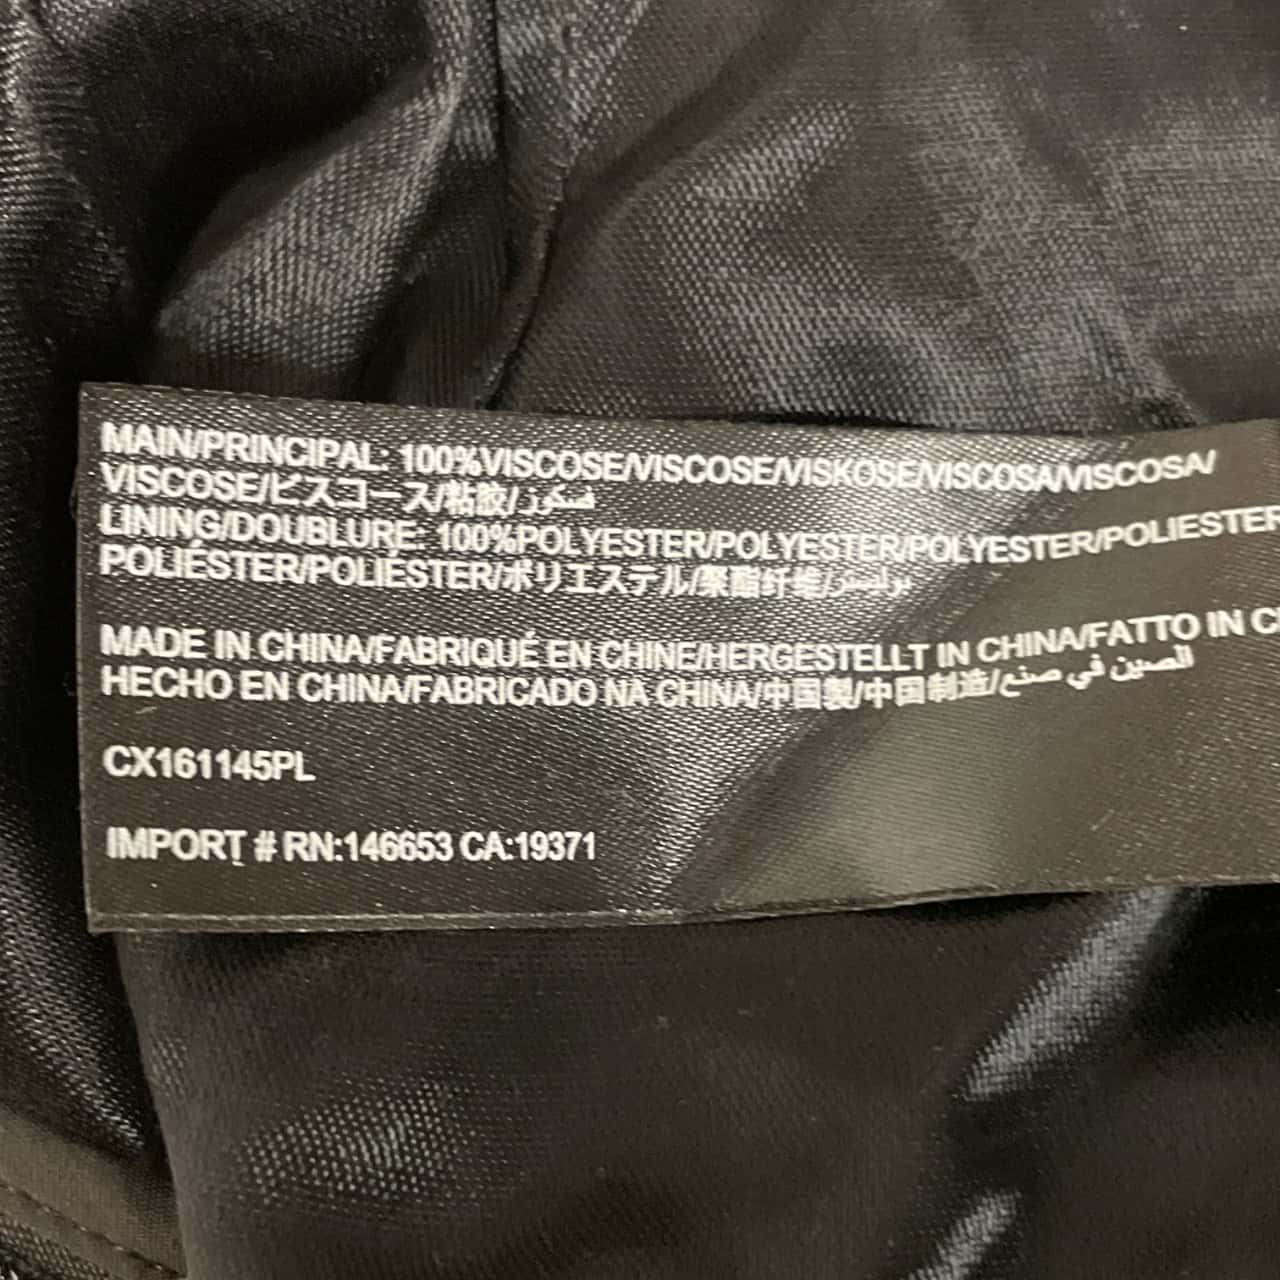 MAIN/PRINCIPAL: 100%VISCOSE/VISCOSE/VISKOSE/VISCOSA/VISCOSA/
VISCOSE/ビスコース/粘胶/فسكوز
LINING/DOUBLURE: 100%POLYESTER/POLYESTER/POLYESTER/POLIESTER
POLIÉSTER/POLIÉSTER/ポリエステル/聚酯纤维/بوليستر
MADE IN CHINA/FABRIQUÉ EN CHINE/HERGESTELLT IN CHINA/FATTO IN C
HECHO EN CHINA/FABRICADO NA CHINA/中国製/中国制造/الصين في صنع
CX161145PL
IMPORT # RN:146653 CA:19371